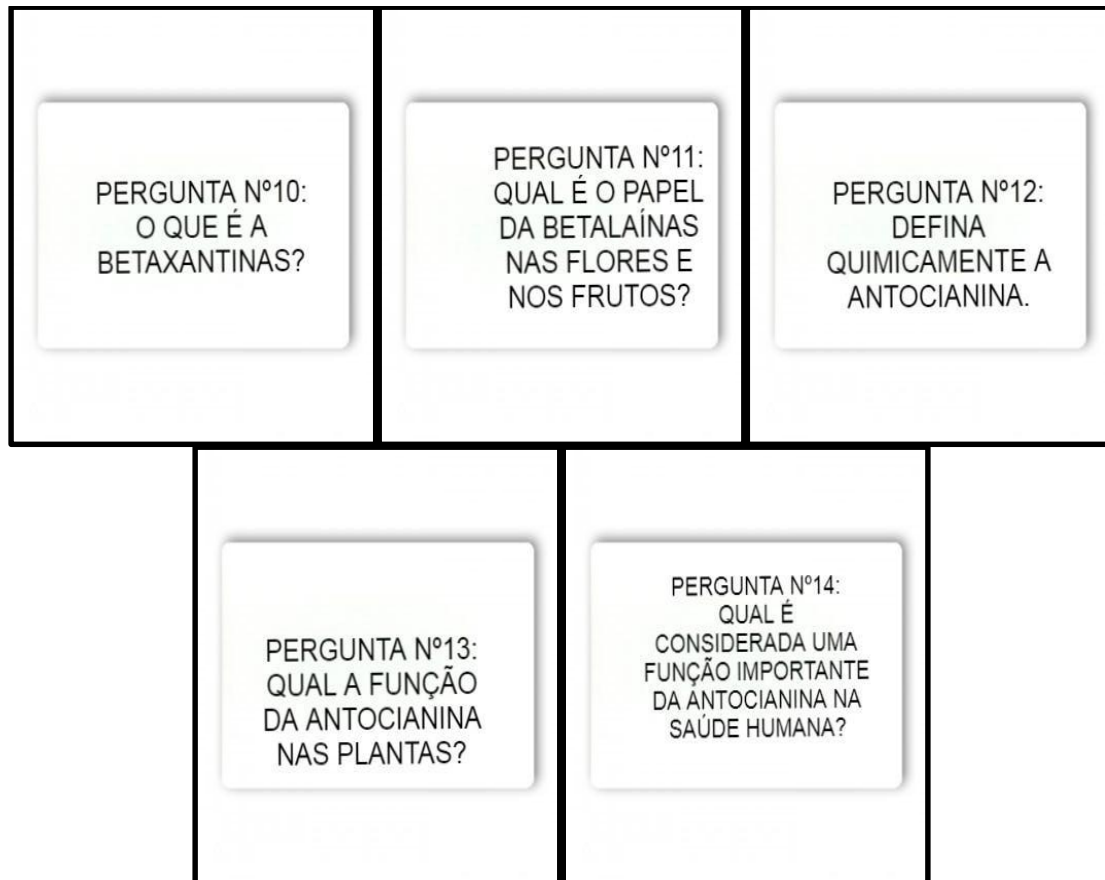 PERGUNTA Nº10:
O QUE É A
BETAXANTINAS?
PERGUNTA Nº11:
QUAL É O PAPEL
DA BETALAÍNAS
NAS FLORES E
NOS FRUTOS?
PERGUNTA Nº12:
DEFINA
QUIMICAMENTE A
ANTOCIANINA.
PERGUNTA Nº13:
QUAL A FUNÇÃO
DA ANTOCIANINA
NAS PLANTAS?
PERGUNTA Nº14:
QUAL É
CONSIDERADA UMA
FUNÇÃO IMPORTANTE
DA ANTOCIANINA NA
SAÚDE HUMANA?